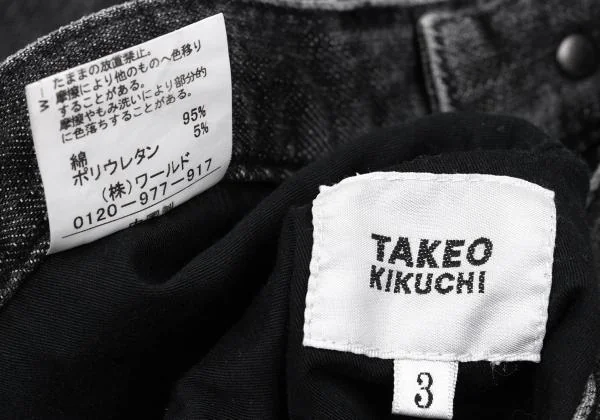 たままの放置禁止。
摩擦により他のものへ色移り
することがある。
摩擦やもみ洗いにより部分的
に色落ちすることがある。
綿 95%
ポリウレタン 5%
(株)ワールド
0120-977-917
TAKEO
KIKUCHI
3